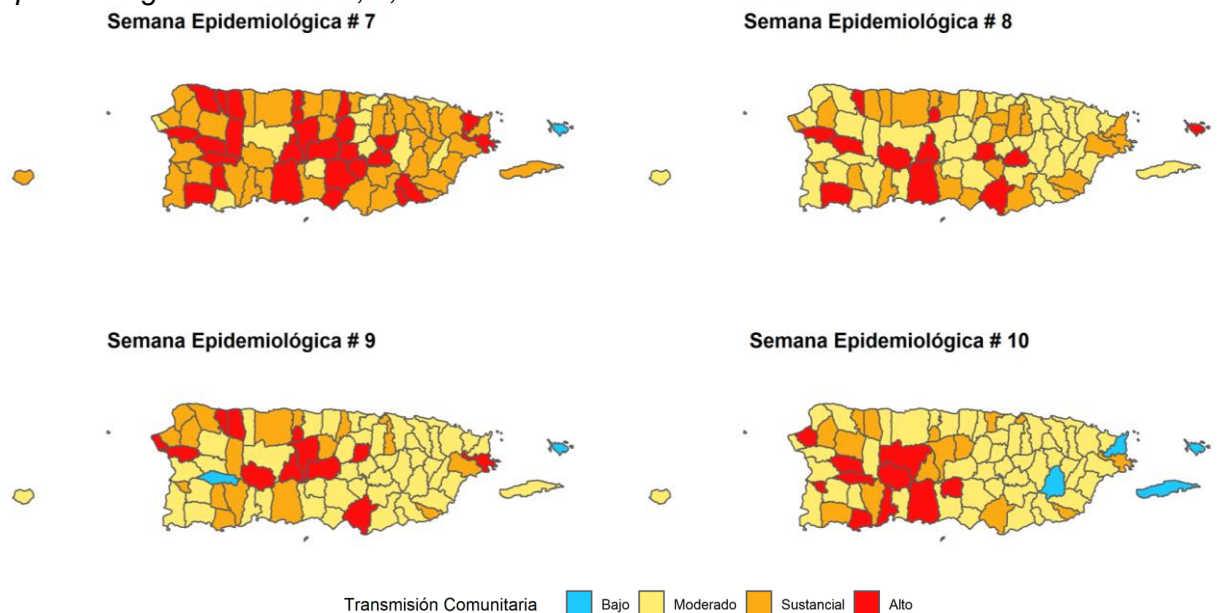 Semana Epidemiológica # 7
Semana Epidemiológica # 8
Semana Epidemiológica # 9
Semana Epidemiológica # 10
Transmisión Comunitaria Bajo Moderado Sustancial Alto